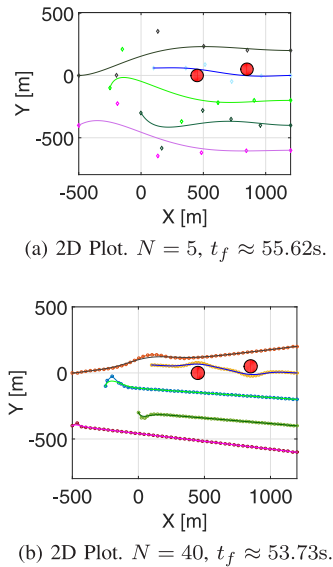 500
0
-500
Y [m]
-500 0 500 1000
X [m]
(a) 2D Plot. N = 5, t_f ≈ 55.62s.
500
0
-500
Y [m]
-500 0 500 1000
X [m]
(b) 2D Plot. N = 40, t_f ≈ 53.73s.